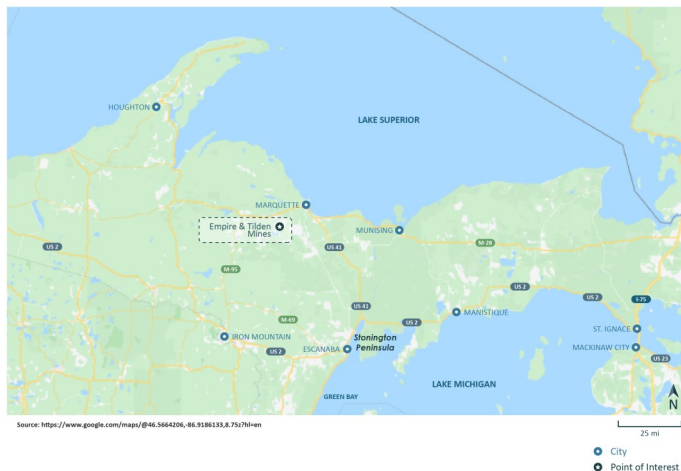 HOUGHTON
LAKE SUPERIOR
MARQUETTE
Empire & Tilden
Mines
MUNISING
US 2
US 41
M-28
M-95
I-75
US 2
US 41
M-69
US 2
MANISTIQUE
ST. IGNACE
IRON MOUNTAIN
Stonington
Peninsula
US 2
ESCANABA
MACKINAW CITY
US 23
LAKE MICHIGAN
GREEN BAY
N
Source: https://www.google.com/maps/@46.5664206,-86.9186133,8.75z?hl=en
25 mi
City
Point of Interest